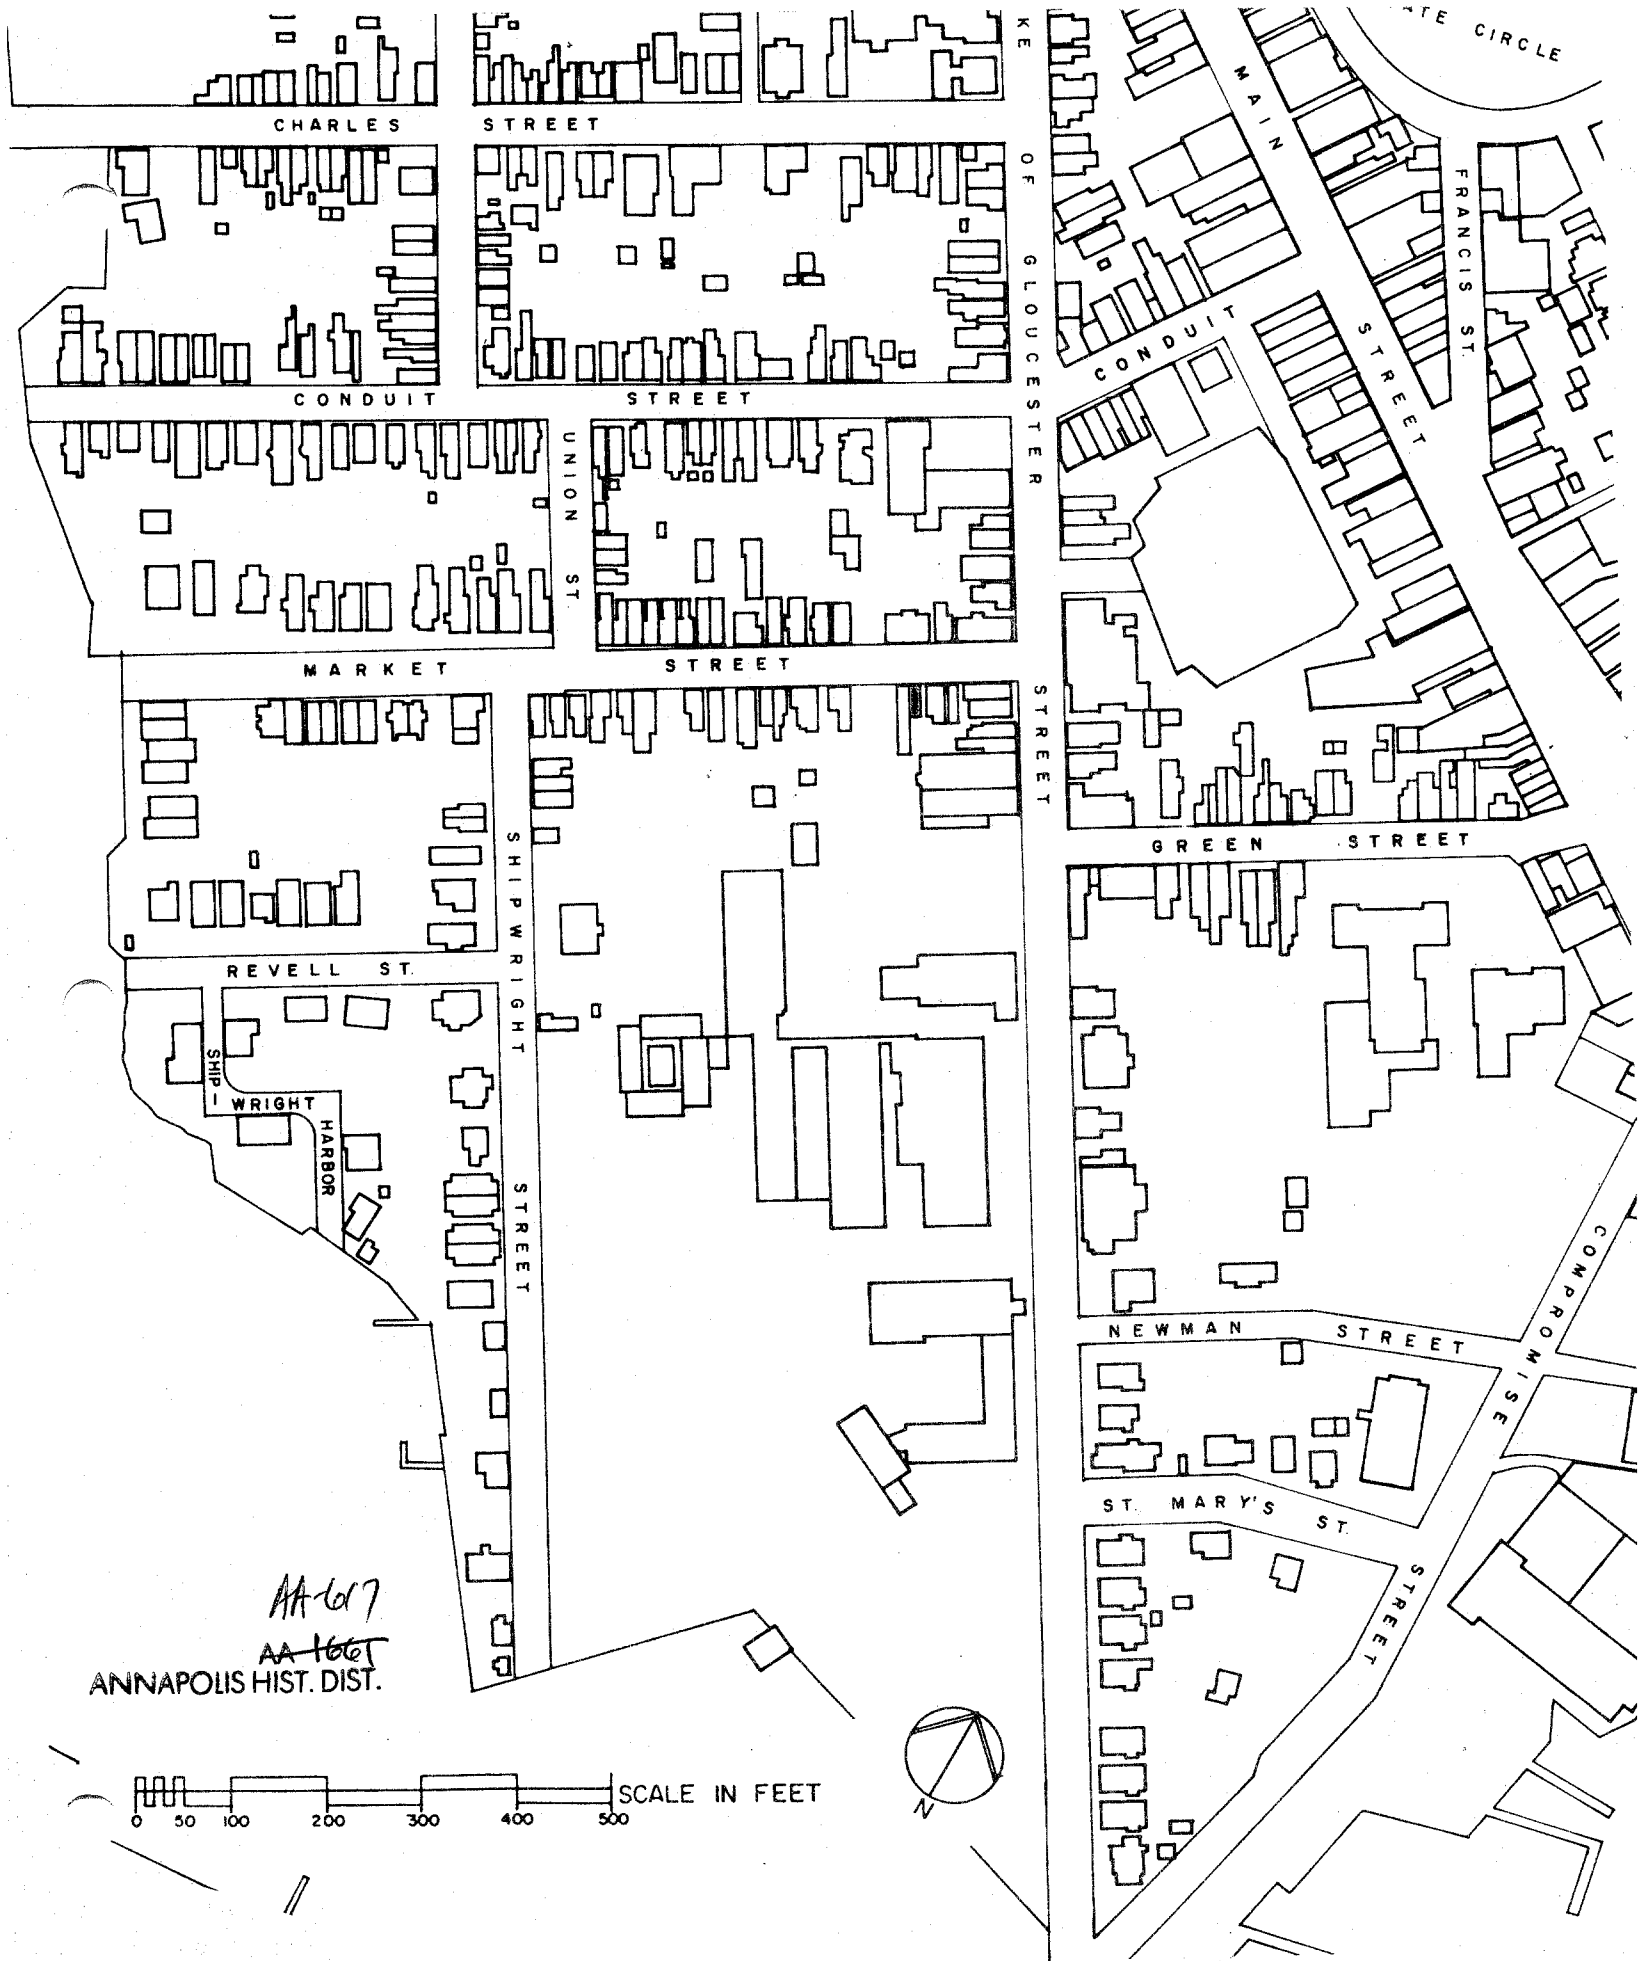 ATE CIRCLE
KE OF GLOUCESTER STREET
MAIN STREET
CHARLES STREET
FRANCIS ST.
CONDUIT
CONDUIT STREET
UNION ST.
MARKET STREET
GREEN STREET
SHIPWRIGHT STREET
REVELL ST.
SHIP-
WRIGHT
HARBOR
COMPROMISE STREET
NEWMAN STREET
ST. MARY'S ST.
AA-617
AA-1661
ANNAPOLIS HIST. DIST.
SCALE IN FEET
0 50 100 200 300 400 500
N